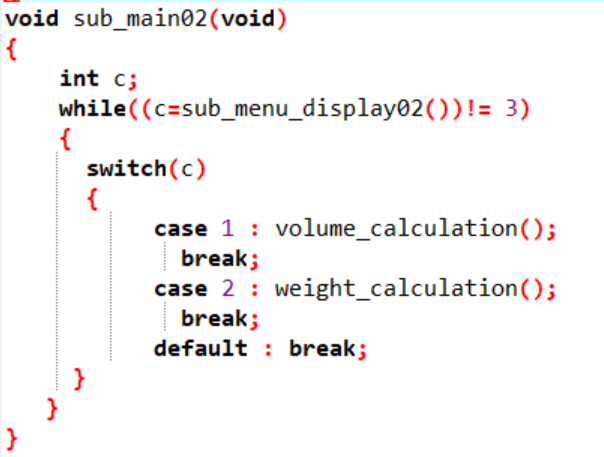 void sub_main02(void)
{
int c;
while((c=sub_menu_display02())!= 3)
{
switch(c)
{
case 1 : volume_calculation();
break;
case 2 : weight_calculation();
break;
default : break;
}
}
}